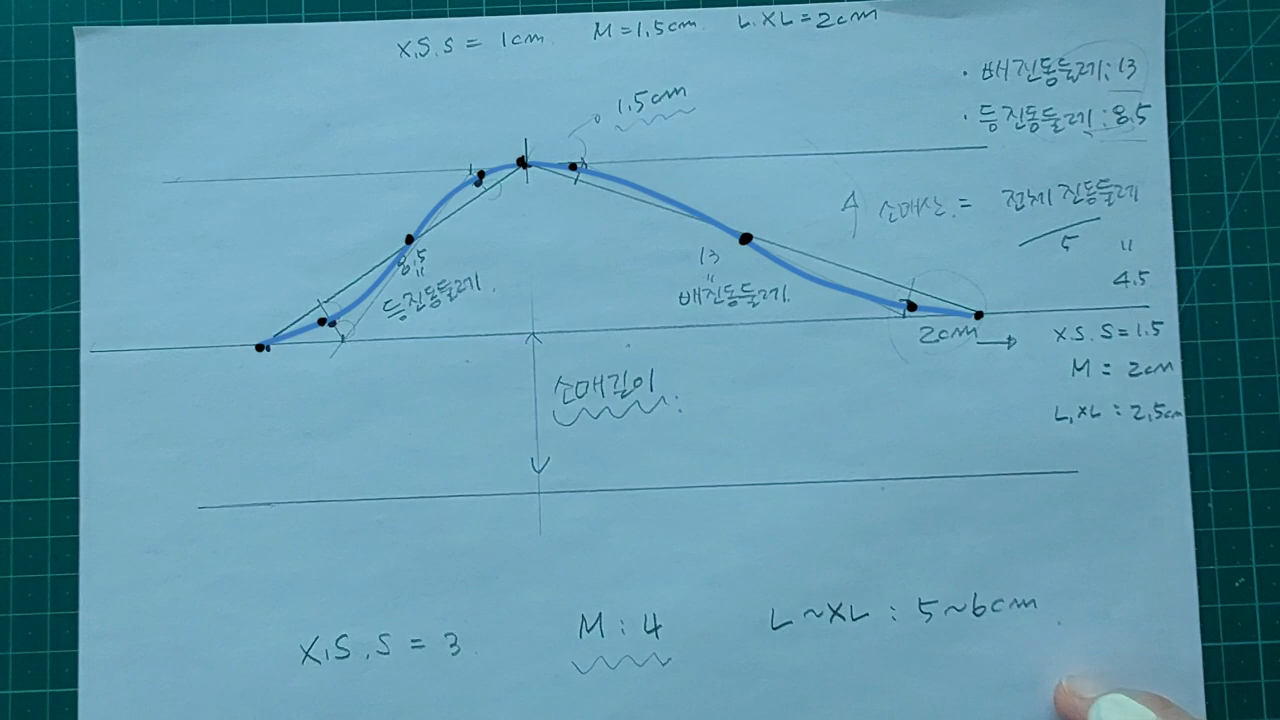 X,S,S = 1cm M=1.5cm L.XL=2cm
· 배진동둘레: 13
· 등진동둘레: 8.5
1.5cm
소매산 = 전체 진동둘레
5
"
4.5
8.5
"
등진동둘레.
13
"
배진동둘레.
2cm
X.S.S=1.5
M = 2cm
L,XL : 2,5cm
소매길이
X,S,S = 3
M : 4
L~XL : 5~6cm